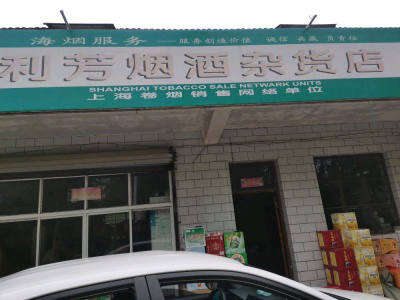 海烟服务——服务创造价值 诚信 共赢 负责任
利芳烟酒杂货店
SHANGHAI TOBACCO SALE NETWARK UNITS
上海卷烟销售网络单位